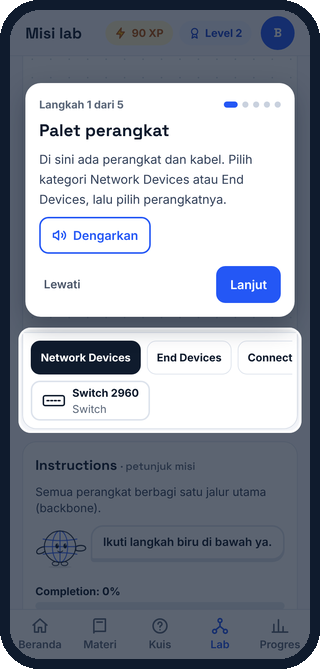 Misi lab
90 XP
Level 2
B
Langkah 1 dari 5
Palet perangkat
Di sini ada perangkat dan kabel. Pilih
kategori Network Devices atau End
Devices, lalu pilih perangkatnya.
Dengarkan
Lewati
Lanjut
Network Devices
End Devices
Connect
Switch 2960
Switch
Instructions · petunjuk misi
Semua perangkat berbagi satu jalur utama
(backbone).
Ikuti langkah biru di bawah ya.
Completion: 0%
Beranda
Materi
Kuis
Lab
Progres